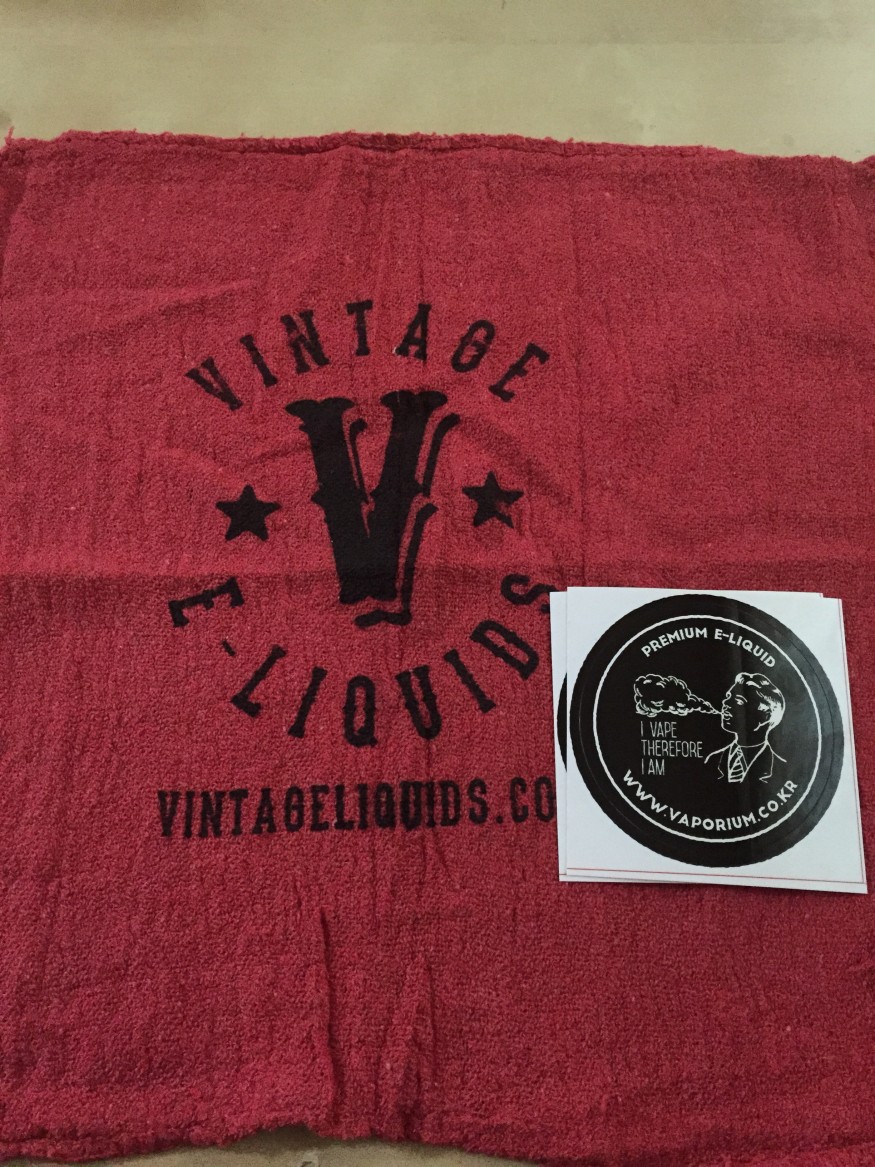 VINTAGE
V
E-LIQUIDS
VINTAGELIQUIDS.CO
PREMIUM E-LIQUID
I VAPE
THEREFORE
I AM
WWW.VAPORIUM.CO.KR